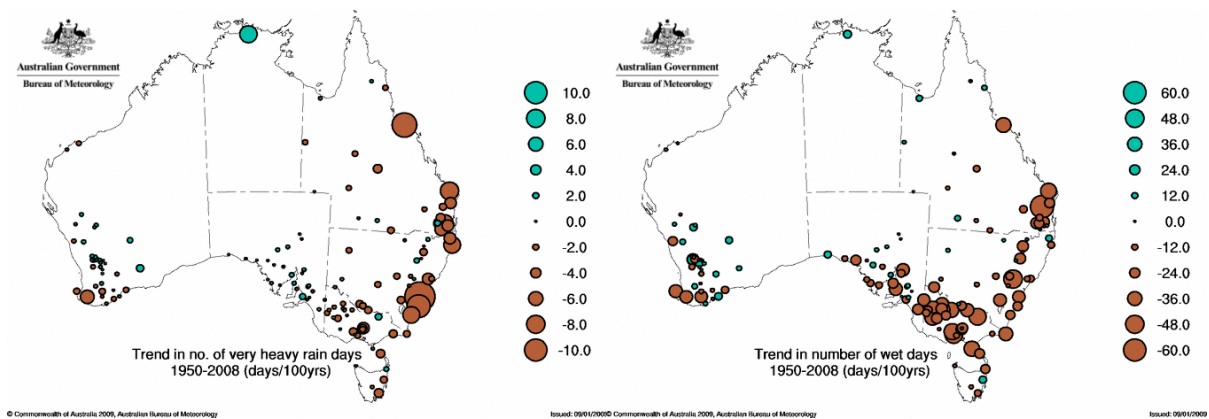 Australian Government
Bureau of Meteorology
10.0
8.0
6.0
4.0
2.0
0.0
-2.0
-4.0
-6.0
-8.0
-10.0
Trend in no. of very heavy rain days
1950-2008 (days/100yrs)
© Commonwealth of Australia 2009, Australian Bureau of Meteorology
Issued: 09/01/2009
Australian Government
Bureau of Meteorology
60.0
48.0
36.0
24.0
12.0
0.0
-12.0
-24.0
-36.0
-48.0
-60.0
Trend in number of wet days
1950-2008 (days/100yrs)
© Commonwealth of Australia 2009, Australian Bureau of Meteorology
Issued: 09/01/2009